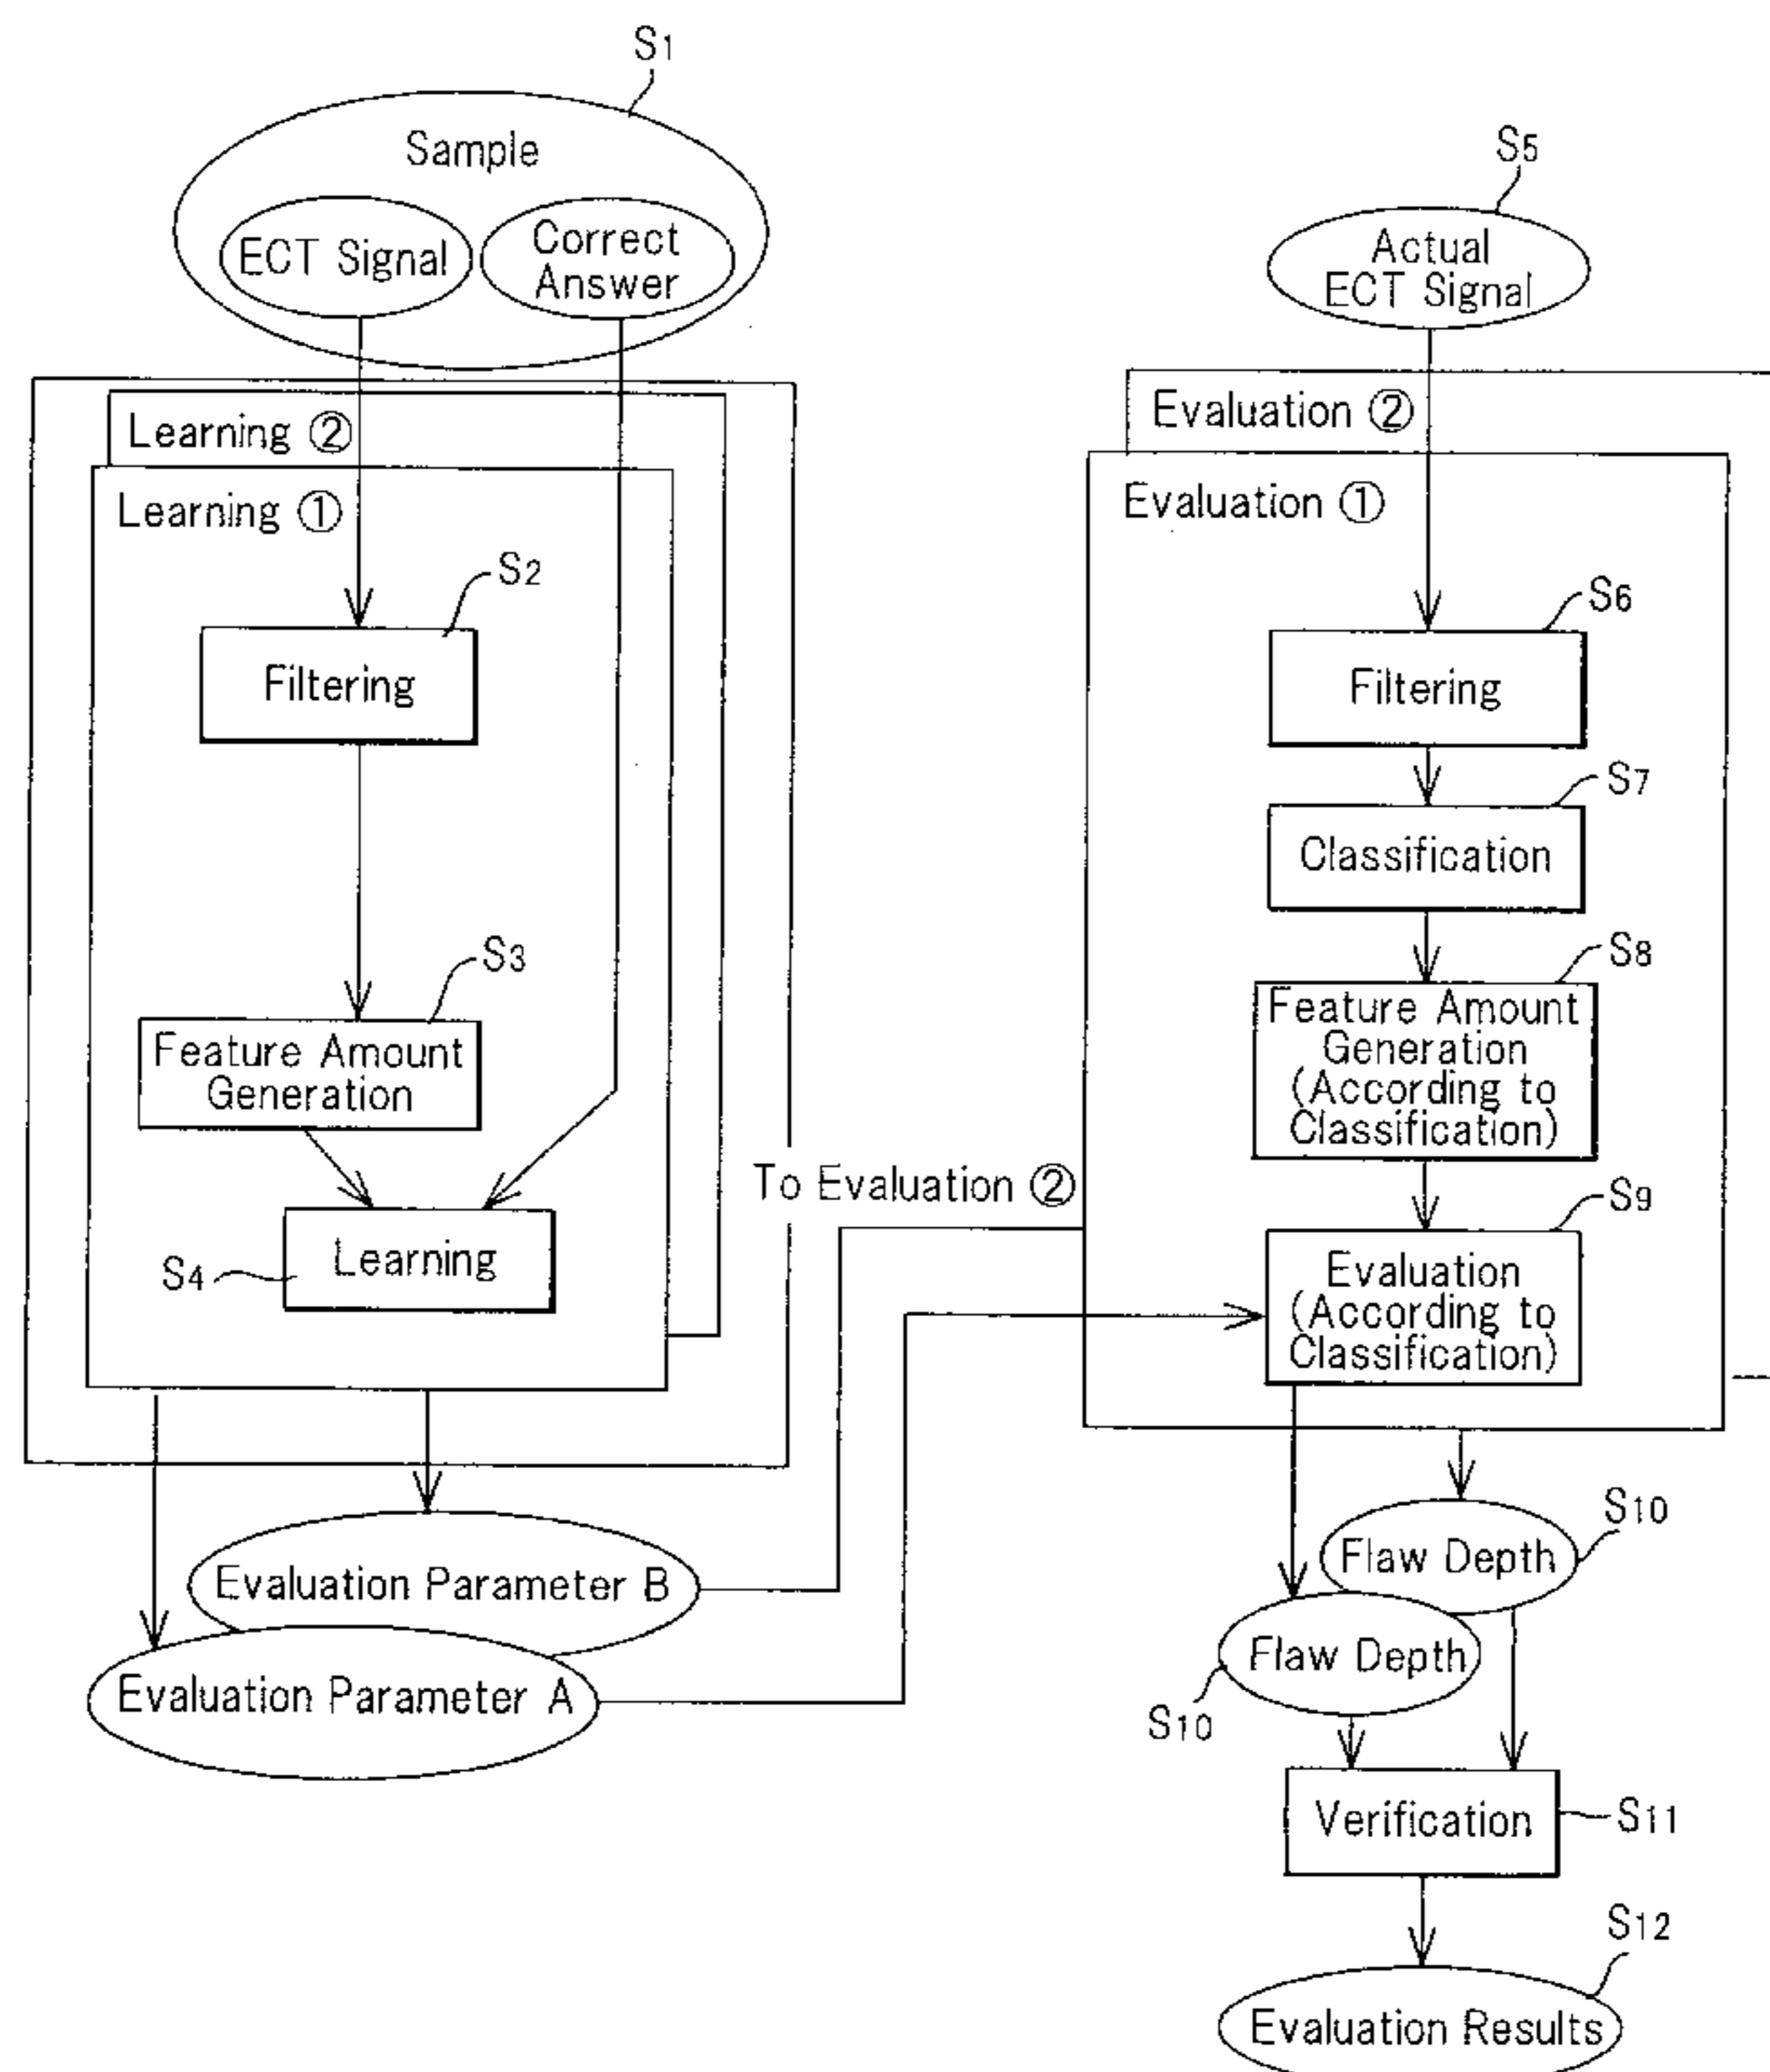 S1
Sample
ECT Signal
Correct
Answer
Learning ②
Learning ①
S2
Filtering
S3
Feature Amount
Generation
S4
Learning
Evaluation Parameter B
Evaluation Parameter A
To Evaluation ②
S5
Actual
ECT Signal
Evaluation ②
Evaluation ①
S6
Filtering
S7
Classification
S8
Feature Amount
Generation
(According to
Classification)
S9
Evaluation
(According to
Classification)
S10
Flaw Depth
Flaw Depth
S10
Verification
S11
S12
Evaluation Results